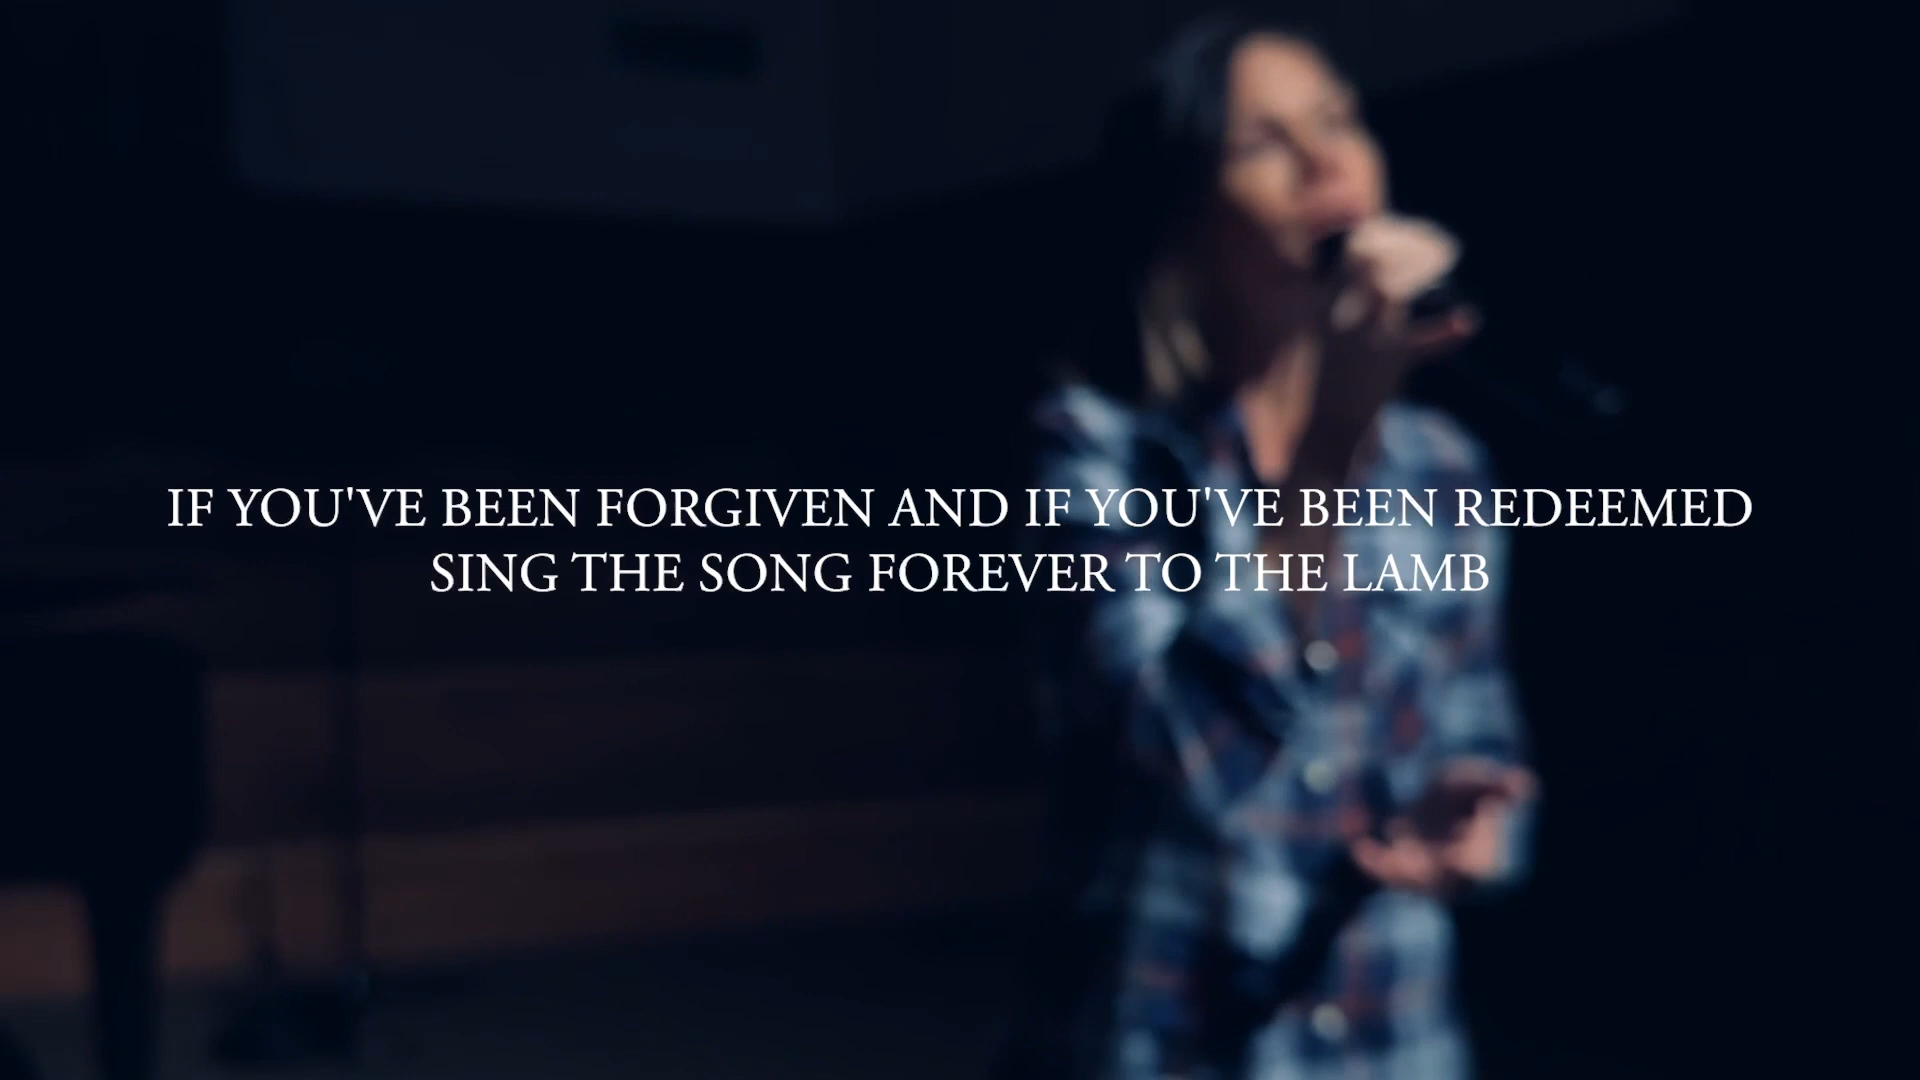 IF YOU'VE BEEN FORGIVEN AND IF YOU'VE BEEN REDEEMED
SING THE SONG FOREVER TO THE LAMB